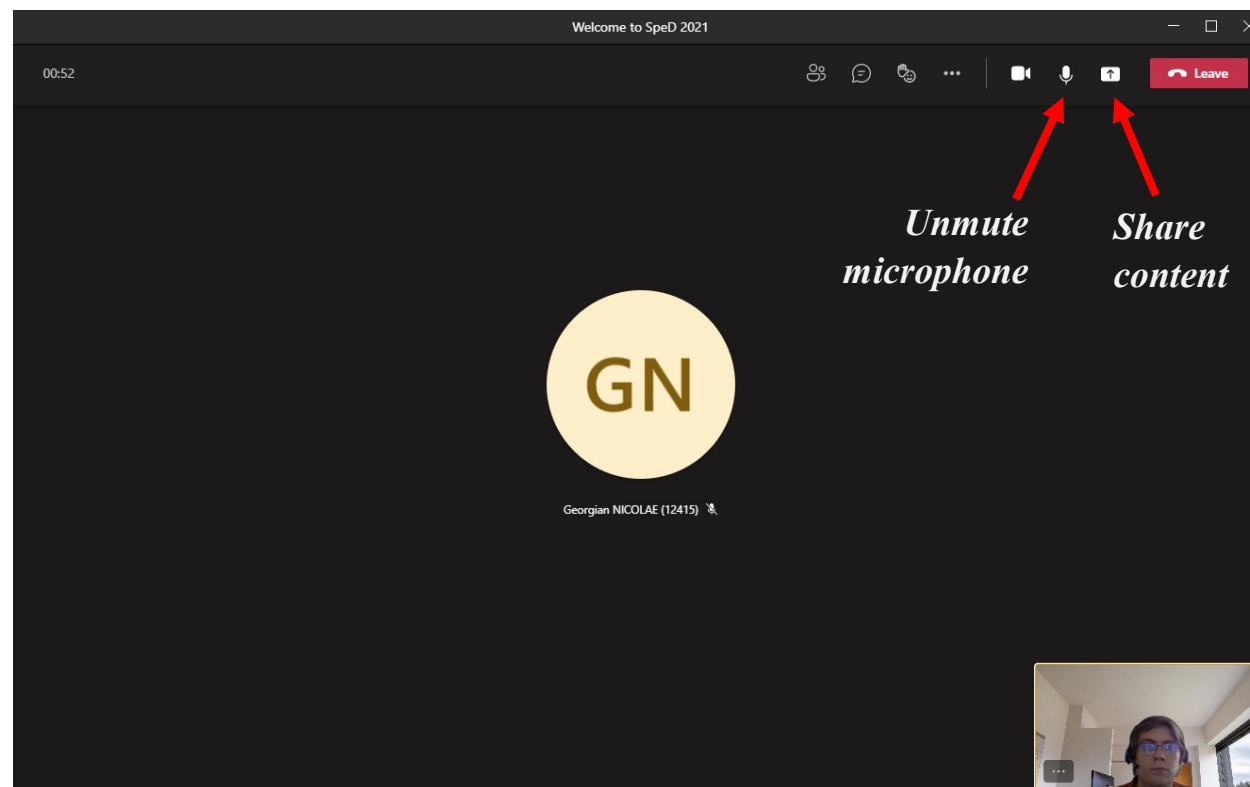 Welcome to SpeD 2021
00:52
Leave
Unmute
microphone
Share
content
GN
Georgian NICOLAE (12415)